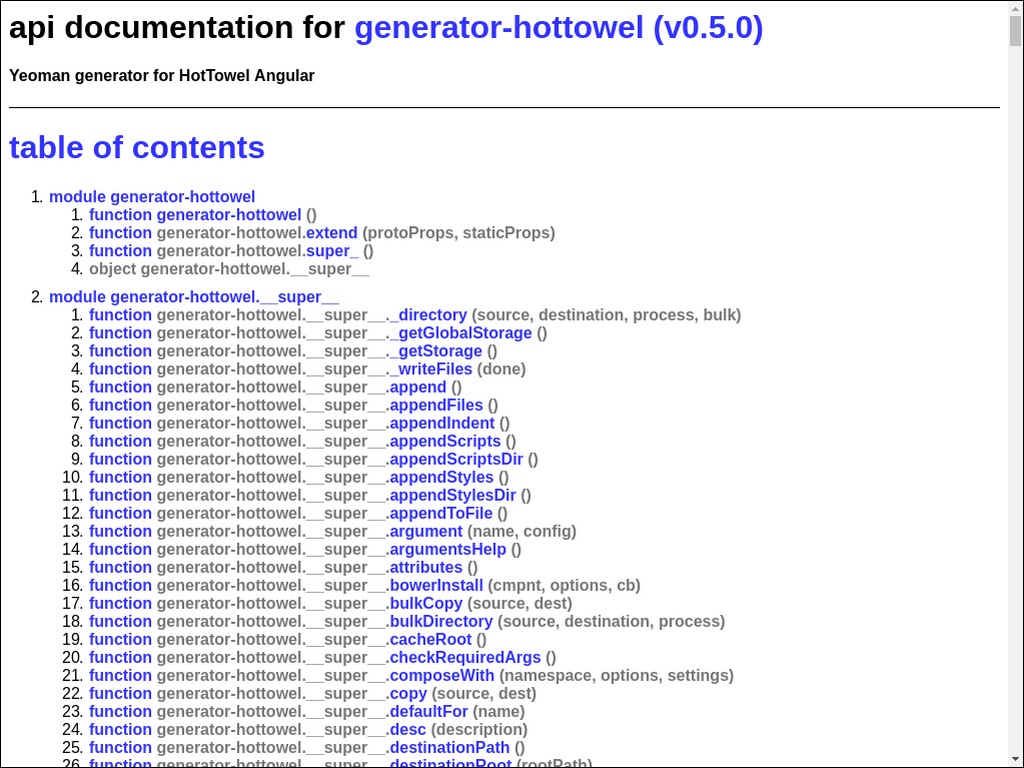 api documentation for generator-hottowel (v0.5.0)
Yeoman generator for HotTowel Angular
table of contents
1. module generator-hottowel
1. function generator-hottowel ()
2. function generator-hottowel.extend (protoProps, staticProps)
3. function generator-hottowel.super_ ()
4. object generator-hottowel.__super__
2. module generator-hottowel.__super__
1. function generator-hottowel.__super__._directory (source, destination, process, bulk)
2. function generator-hottowel.__super__._getGlobalStorage ()
3. function generator-hottowel.__super__._getStorage ()
4. function generator-hottowel.__super__._writeFiles (done)
5. function generator-hottowel.__super__.append ()
6. function generator-hottowel.__super__.appendFiles ()
7. function generator-hottowel.__super__.appendIndent ()
8. function generator-hottowel.__super__.appendScripts ()
9. function generator-hottowel.__super__.appendScriptsDir ()
10. function generator-hottowel.__super__.appendStyles ()
11. function generator-hottowel.__super__.appendStylesDir ()
12. function generator-hottowel.__super__.appendToFile ()
13. function generator-hottowel.__super__.argument (name, config)
14. function generator-hottowel.__super__.argumentsHelp ()
15. function generator-hottowel.__super__.attributes ()
16. function generator-hottowel.__super__.bowerInstall (cmpnt, options, cb)
17. function generator-hottowel.__super__.bulkCopy (source, dest)
18. function generator-hottowel.__super__.bulkDirectory (source, destination, process)
19. function generator-hottowel.__super__.cacheRoot ()
20. function generator-hottowel.__super__.checkRequiredArgs ()
21. function generator-hottowel.__super__.composeWith (namespace, options, settings)
22. function generator-hottowel.__super__.copy (source, dest)
23. function generator-hottowel.__super__.defaultFor (name)
24. function generator-hottowel.__super__.desc (description)
25. function generator-hottowel.__super__.destinationPath ()
26. function generator-hottowel.__super__.destinationRoot (rootPath)